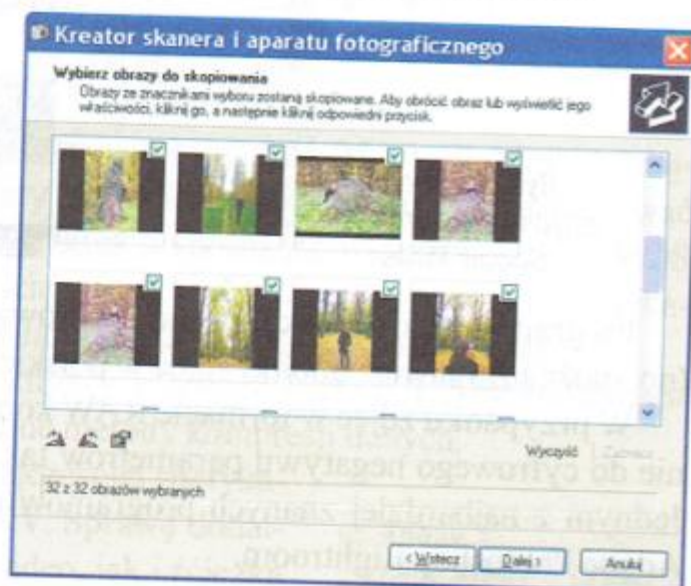 Kreator skanera i aparatu fotograficznego
Wybierz obrazy do skopiowania
Obrazy ze znacznikami wyboru zostaną skopiowane. Aby obrócić obraz lub wyświetlić jego
właściwości, kliknij go, a następnie kliknij odpowiedni przycisk.
Wyczyść
32 z 32 obrazów wybranych
< Wstecz Dalej > Anuluj